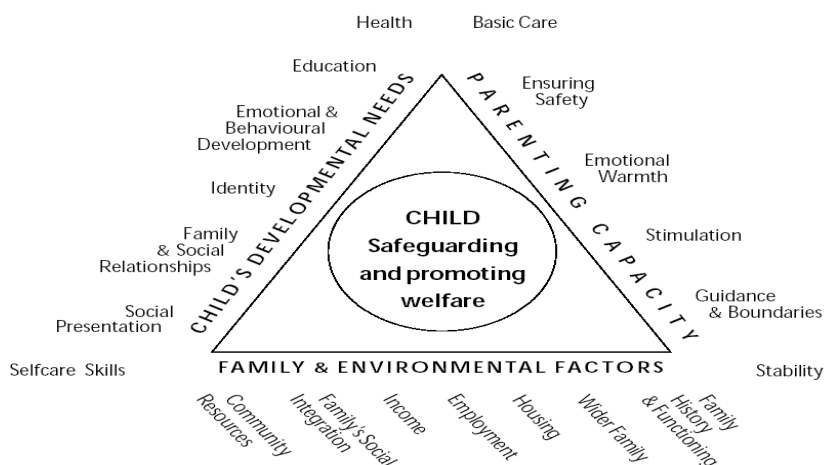 Health
Basic Care
Education
Ensuring
Safety
Emotional &
Behavioural
Development
Emotional
Warmth
Identity
Family
& Social
Relationships
Stimulation
Social
Presentation
Guidance
& Boundaries
Selfcare Skills
Stability
CHILD'S DEVELOPMENTAL NEEDS
PARENTING CAPACITY
CHILD
Safeguarding
and promoting
welfare
FAMILY & ENVIRONMENTAL FACTORS
Community
Resources
Family's Social
Integration
Income
Employment
Housing
Wider Family
Family
History
& Functioning